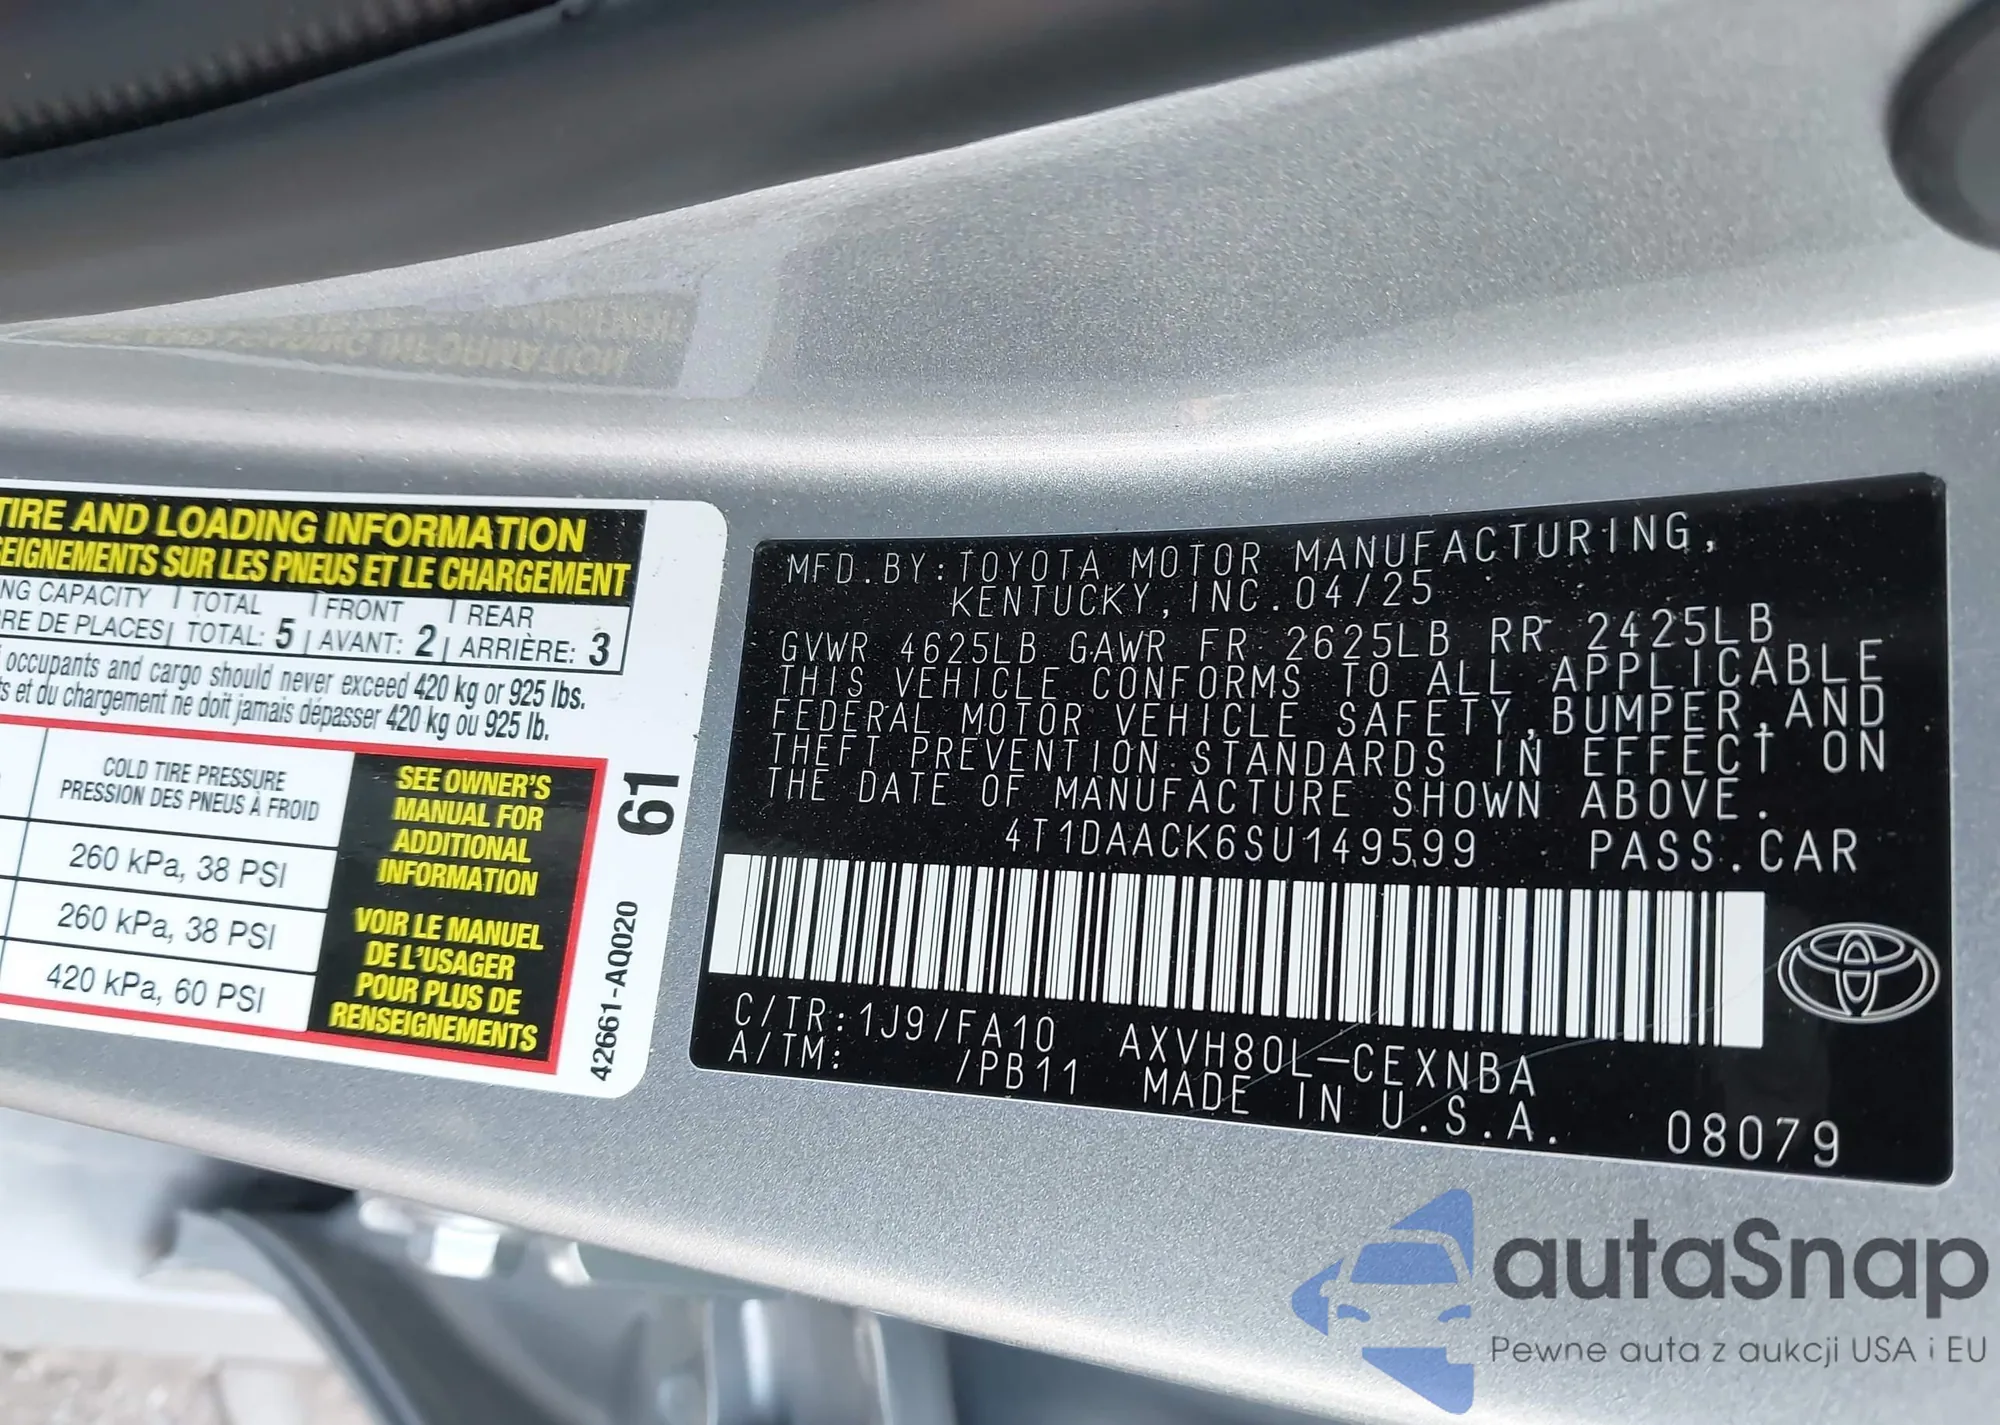 TIRE AND LOADING INFORMATION
SEIGNEMENTS SUR LES PNEUS ET LE CHARGEMENT
NG CAPACITY | TOTAL | FRONT | REAR
RE DE PLACES | TOTAL: 5 | AVANT: 2 | ARRIÈRE: 3
occupants and cargo should never exceed 420 kg or 925 lbs.
s et du chargement ne doit jamais dépasser 420 kg ou 925 lb.
COLD TIRE PRESSURE
PRESSION DES PNEUS À FROID
260 kPa, 38 PSI
260 kPa, 38 PSI
420 kPa, 60 PSI
SEE OWNER'S
MANUAL FOR
ADDITIONAL
INFORMATION
VOIR LE MANUEL
DE L'USAGER
POUR PLUS DE
RENSEIGNEMENTS
61
42661-AQ020
MFD.BY:TOYOTA MOTOR MANUFACTURING,
KENTUCKY,INC.04/25
GVWR 4625LB GAWR FR 2625LB RR 2425LB
THIS VEHICLE CONFORMS TO ALL APPLICABLE
FEDERAL MOTOR VEHICLE SAFETY,BUMPER,AND
THEFT PREVENTION STANDARDS IN EFFECT ON
THE DATE OF MANUFACTURE SHOWN ABOVE.
4T1DAACK6SU149599 PASS.CAR
C/TR:1J9/FA10 AXVH80L-CEXNBA
A/TM: /PB11 MADE IN U.S.A.
08079
autaSnap
Pewne auta z aukcji USA i EU